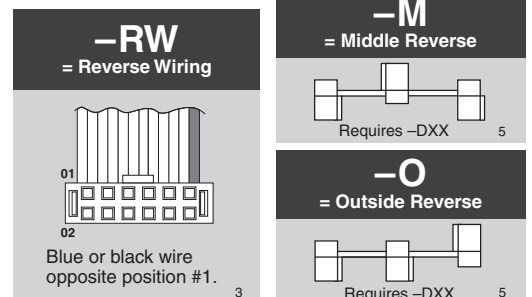 –RW
= Reverse Wiring
01
02
Blue or black wire
opposite position #1.
3
–M
= Middle Reverse
Requires –DXX
5
–O
= Outside Reverse
Requires –DXX
5